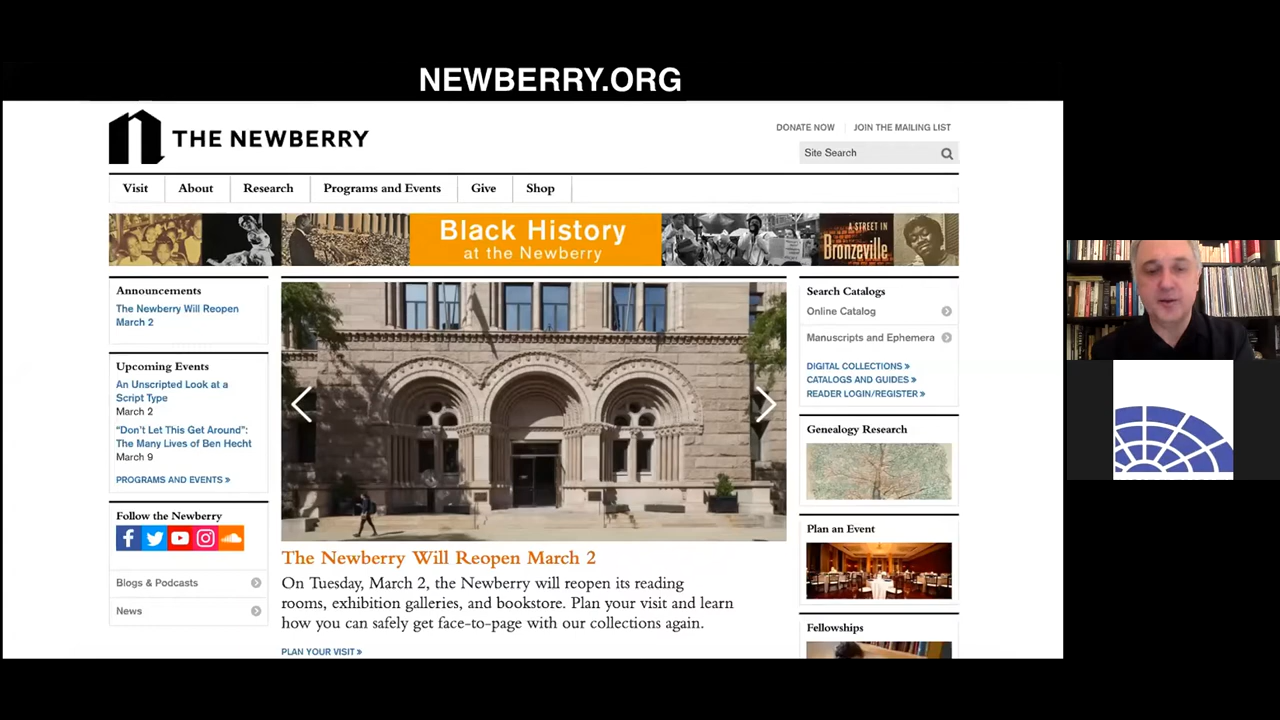 NEWBERRY.ORG
THE NEWBERRY
DONATE NOW
JOIN THE MAILING LIST
Site Search
Visit
About
Research
Programs and Events
Give
Shop
Black History
at the Newberry
A STREET IN
Bronzeville
Announcements
The Newberry Will Reopen
March 2
Upcoming Events
An Unscripted Look at a
Script Type
March 2
“Don’t Let This Get Around”:
The Many Lives of Ben Hecht
March 9
PROGRAMS AND EVENTS »
Follow the Newberry
Blogs & Podcasts
News
The Newberry Will Reopen March 2
On Tuesday, March 2, the Newberry will reopen its reading
rooms, exhibition galleries, and bookstore. Plan your visit and learn
how you can safely get face-to-page with our collections again.
PLAN YOUR VISIT »
Search Catalogs
Online Catalog
Manuscripts and Ephemera
DIGITAL COLLECTIONS »
CATALOGS AND GUIDES »
READER LOGIN/REGISTER »
Genealogy Research
Plan an Event
Fellowships